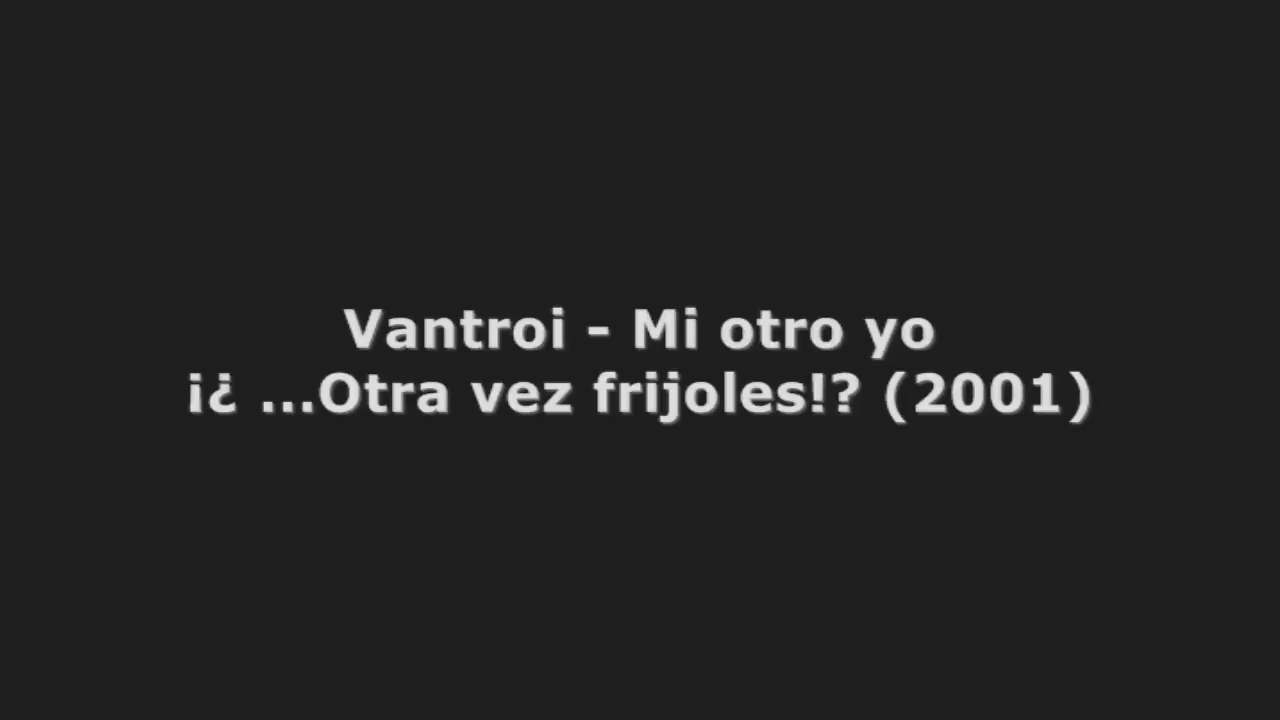 Vantroi - Mi otro yo
¡¿ ...Otra vez frijoles!? (2001)